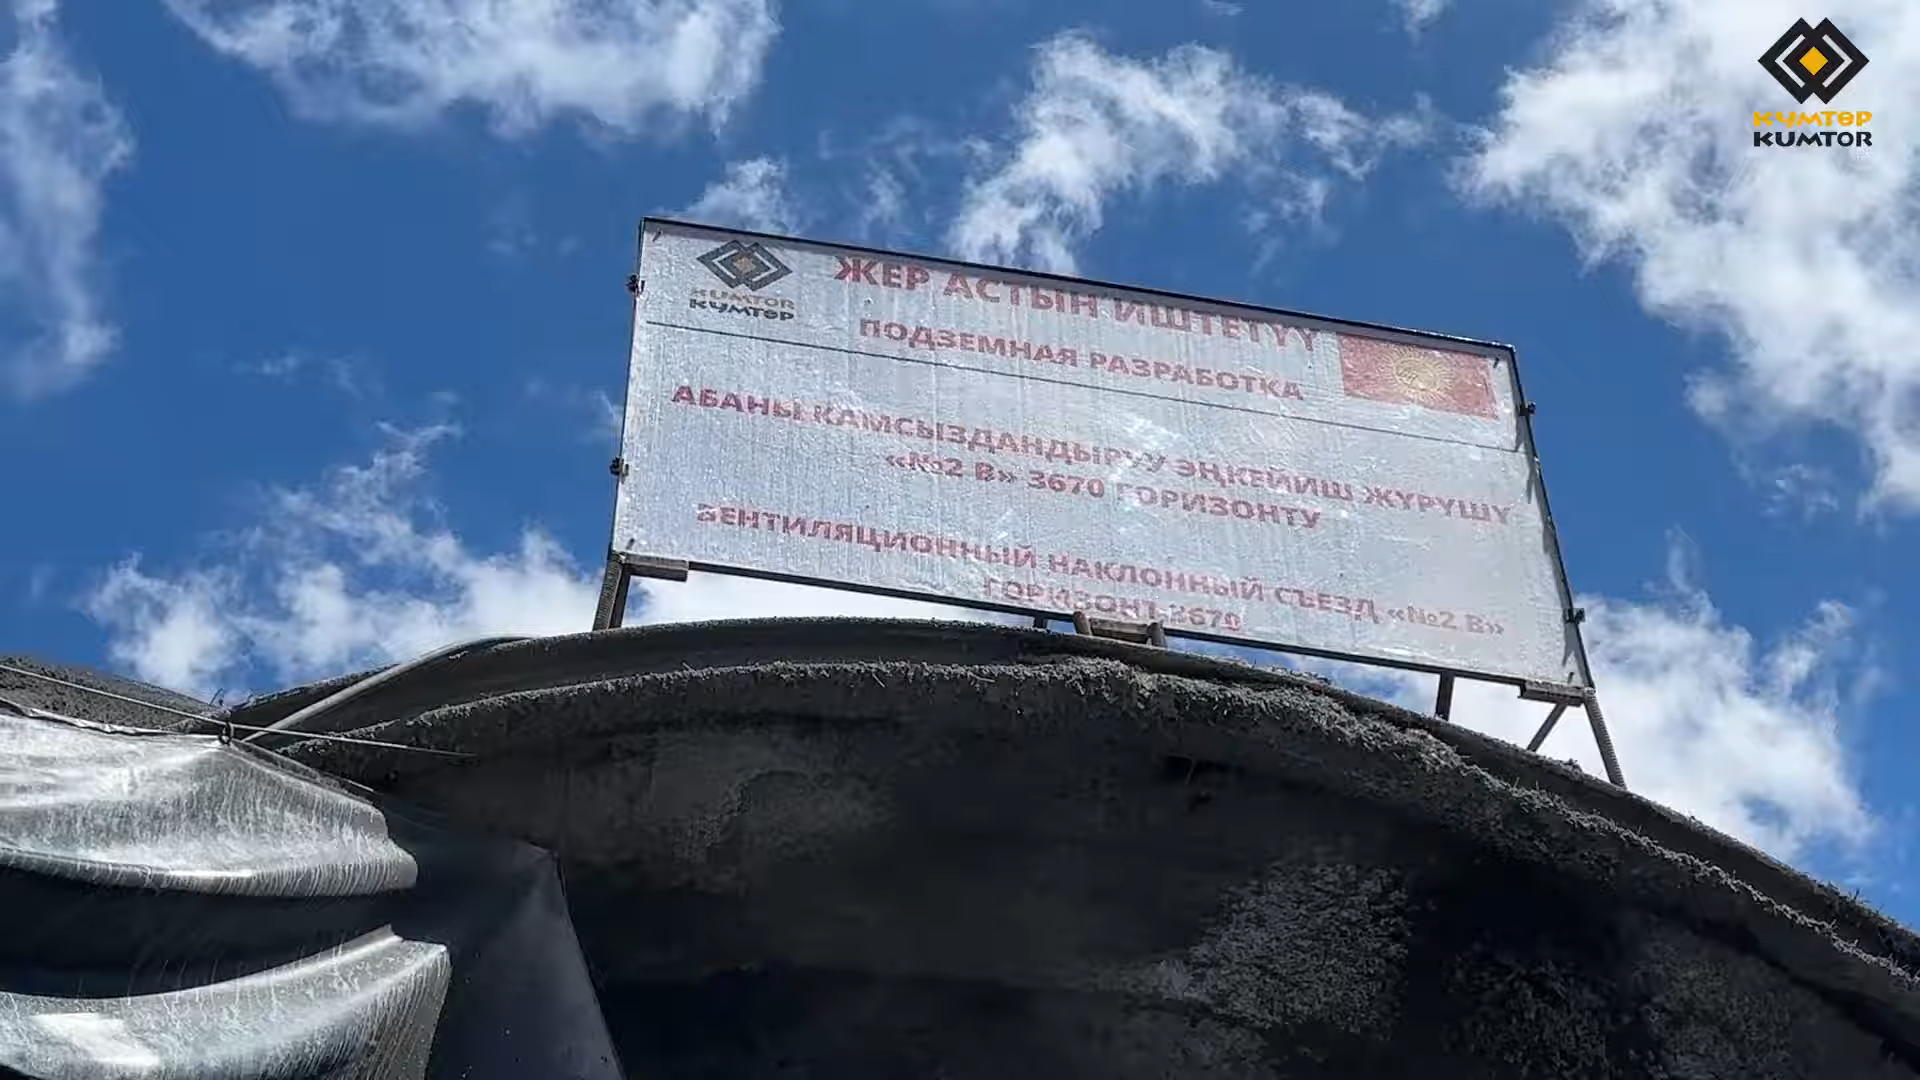 КУМТӨР
KUMTOR
KUMTOR
КУМТӨР
ЖЕР АСТЫН ИШТЕТҮҮ
ПОДЗЕМНАЯ РАЗРАБОТКА
АБАНЫ КАМСЫЗДАНДЫРУУ ЭҢКЕЙИШ ЖҮРҮШҮ
«№2 В» 3670 ГОРИЗОНТУ
ВЕНТИЛЯЦИОННЫЙ НАКЛОННЫЙ СЪЕЗД «№2 В»
ГОРИЗОНТ 3670